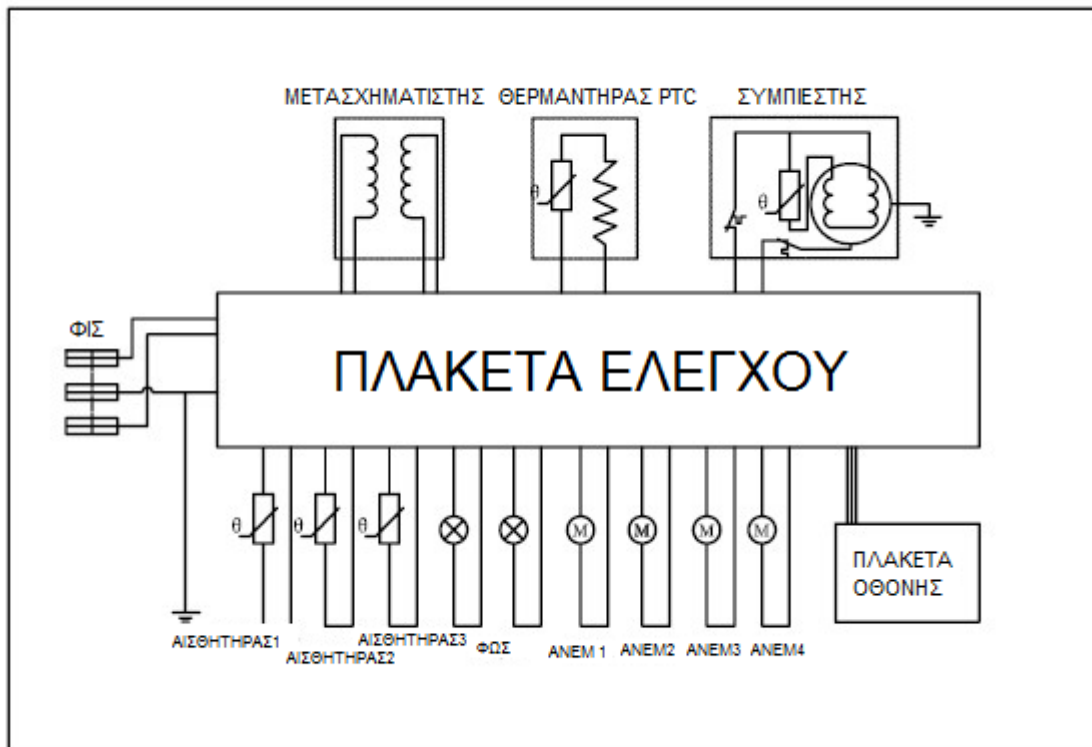 ΜΕΤΑΣΧΗΜΑΤΙΣΤΗΣ
ΘΕΡΜΑΝΤΗΡΑΣ PTC
ΣΥΜΠΙΕΣΤΗΣ
θ
θ
ΦΙΣ
ΠΛΑΚΕΤΑ ΕΛΕΓΧΟΥ
θ
θ
θ
M
M
M
M
ΠΛΑΚΕΤΑ
ΟΘΟΝΗΣ
ΑΙΣΘΗΤΗΡΑΣ1
ΑΙΣΘΗΤΗΡΑΣ2
ΑΙΣΘΗΤΗΡΑΣ3
ΦΩΣ
ΑΝΕΜ 1
ΑΝΕΜ2
ΑΝΕΜ3
ΑΝΕΜ4